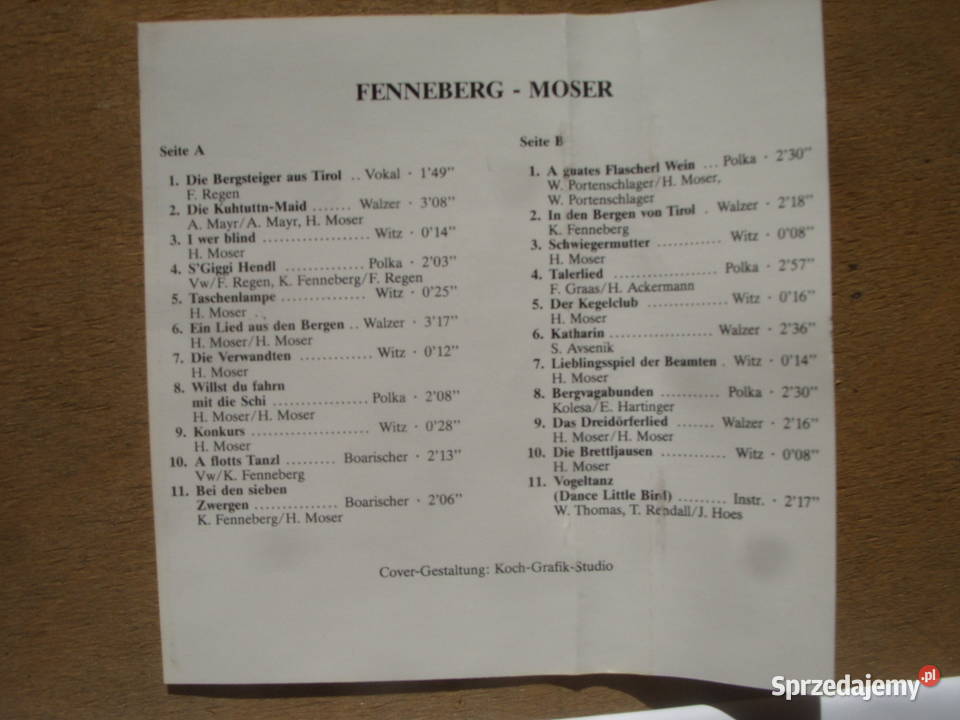 FENNEBERG - MOSER
Seite A
1. Die Bergsteiger aus Tirol .. Vokal · 1'49"
F. Regen
2. Die Kuhtuttn-Maid ....... Walzer · 3'08"
A. Mayr/A. Mayr, H. Moser
3. I wer blind .................... Witz · 0'14"
H. Moser
4. S'Giggi Hendl .............. Polka · 2'03"
Vw/F. Regen, K. Fenneberg/F. Regen
5. Taschenlampe ................ Witz · 0'25"
H. Moser
6. Ein Lied aus den Bergen .. Walzer · 3'17"
H. Moser/H. Moser
7. Die Verwandten ............ Witz · 0'12"
H. Moser
8. Willst du fahrn
mit die Schi .................. Polka · 2'08"
H. Moser/H. Moser
9. Konkurs ...................... Witz · 0'28"
H. Moser
10. A flotts Tanzl ......... Boarischer · 2'13"
Vw/K. Fenneberg
11. Bei den sieben
Zwergen ............... Boarischer · 2'06"
K. Fenneberg/H. Moser
Seite B
1. A guates Flascherl Wein ... Polka · 2'30"
W. Portenschlager/H. Moser,
W. Portenschlager
2. In den Bergen von Tirol . Walzer · 2'18"
K. Fenneberg
3. Schwiegermutter ............ Witz · 0'08"
H. Moser
4. Talerlied ................... Polka · 2'57"
F. Graas/H. Ackermann
5. Der Kegelclub .............. Witz · 0'16"
H. Moser
6. Katharin ................... Walzer · 2'36"
S. Avsenik
7. Lieblingsspiel der Beamten . Witz · 0'14"
H. Moser
8. Bergvagabunden ........... Polka · 2'30"
Kolesa/E. Hartinger
9. Das Dreidörferlied ...... Walzer · 2'16"
H. Moser/H. Moser
10. Die Brettljausen ............ Witz · 0'08"
H. Moser
11. Vogeltanz
(Dance Little Bird) ......... Instr. · 2'17"
W. Thomas, T. Rendall/J. Hoes
Cover-Gestaltung: Koch-Grafik-Studio
Sprzedajemy.pl